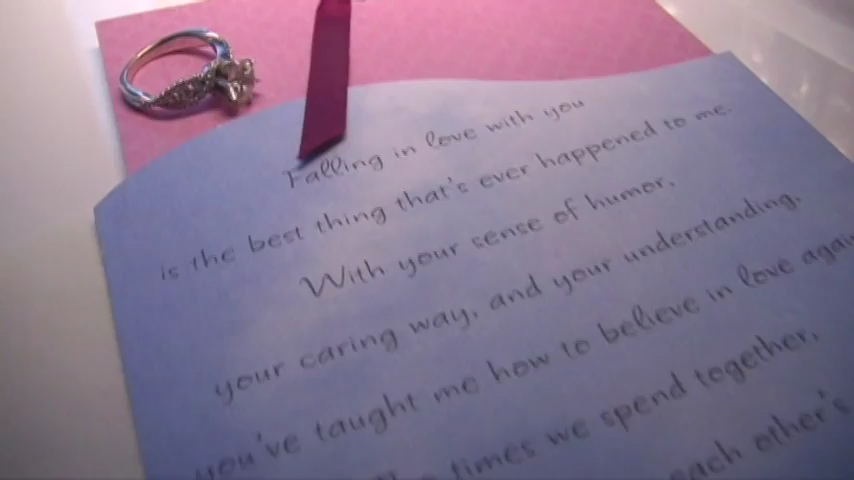 Falling in love with you
is the best thing that's ever happened to me.
With your sense of humor,
your caring way, and your understanding,
you've taught me how to believe in love again
times we spend together,
each other's